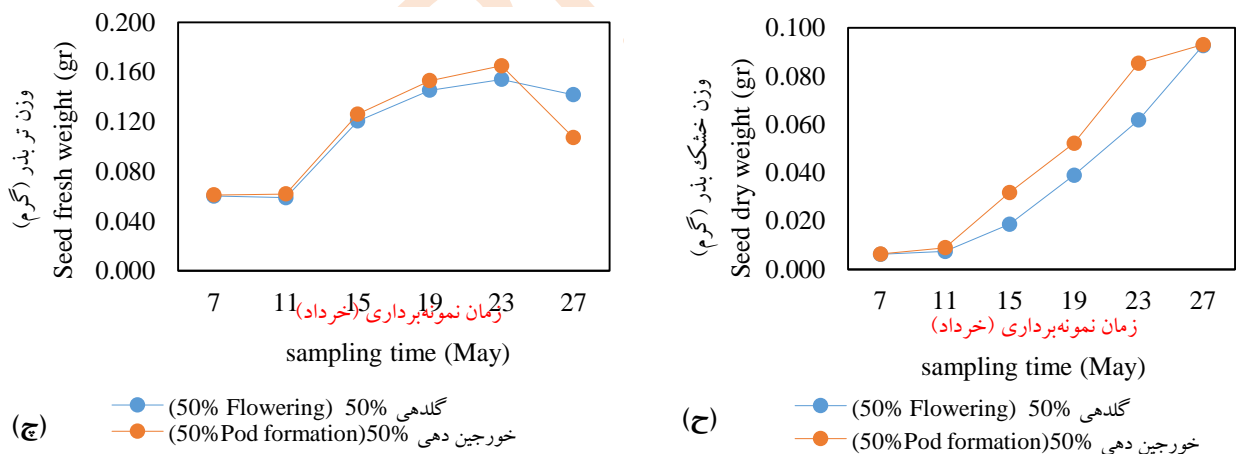 وزن تر بذر (گرم)
Seed fresh weight (gr)
0.200
0.160
0.120
0.080
0.040
0.000
7 11 15 19 23 27
زمان نمونه‌برداری (خرداد)
sampling time (May)
(50% Flowering) گلدهی 50%
(50%Pod formation) خورجین دهی 50%
(چ)
وزن خشک بذر (گرم)
Seed dry weight (gr)
0.100
0.080
0.060
0.040
0.020
0.000
7 11 15 19 23 27
زمان نمونه‌برداری (خرداد)
sampling time (May)
(50% Flowering) گلدهی 50%
(50%Pod formation) خورجین دهی 50%
(ح)